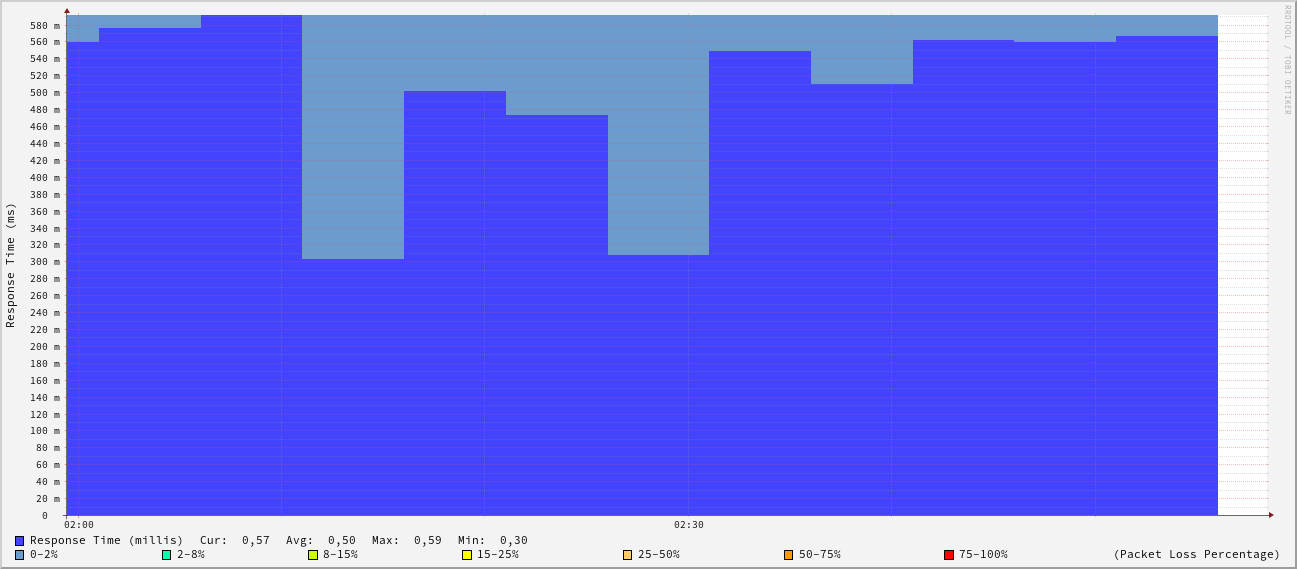 RRDTOOL / TOBI OETIKER
Response Time (ms)
580 m
560 m
540 m
520 m
500 m
480 m
460 m
440 m
420 m
400 m
380 m
360 m
340 m
320 m
300 m
280 m
260 m
240 m
220 m
200 m
180 m
160 m
140 m
120 m
100 m
80 m
60 m
40 m
20 m
0
02:00 02:30
Response Time (millis) Cur: 0,57 Avg: 0,50 Max: 0,59 Min: 0,30
0-2% 2-8% 8-15% 15-25% 25-50% 50-75% 75-100% (Packet Loss Percentage)